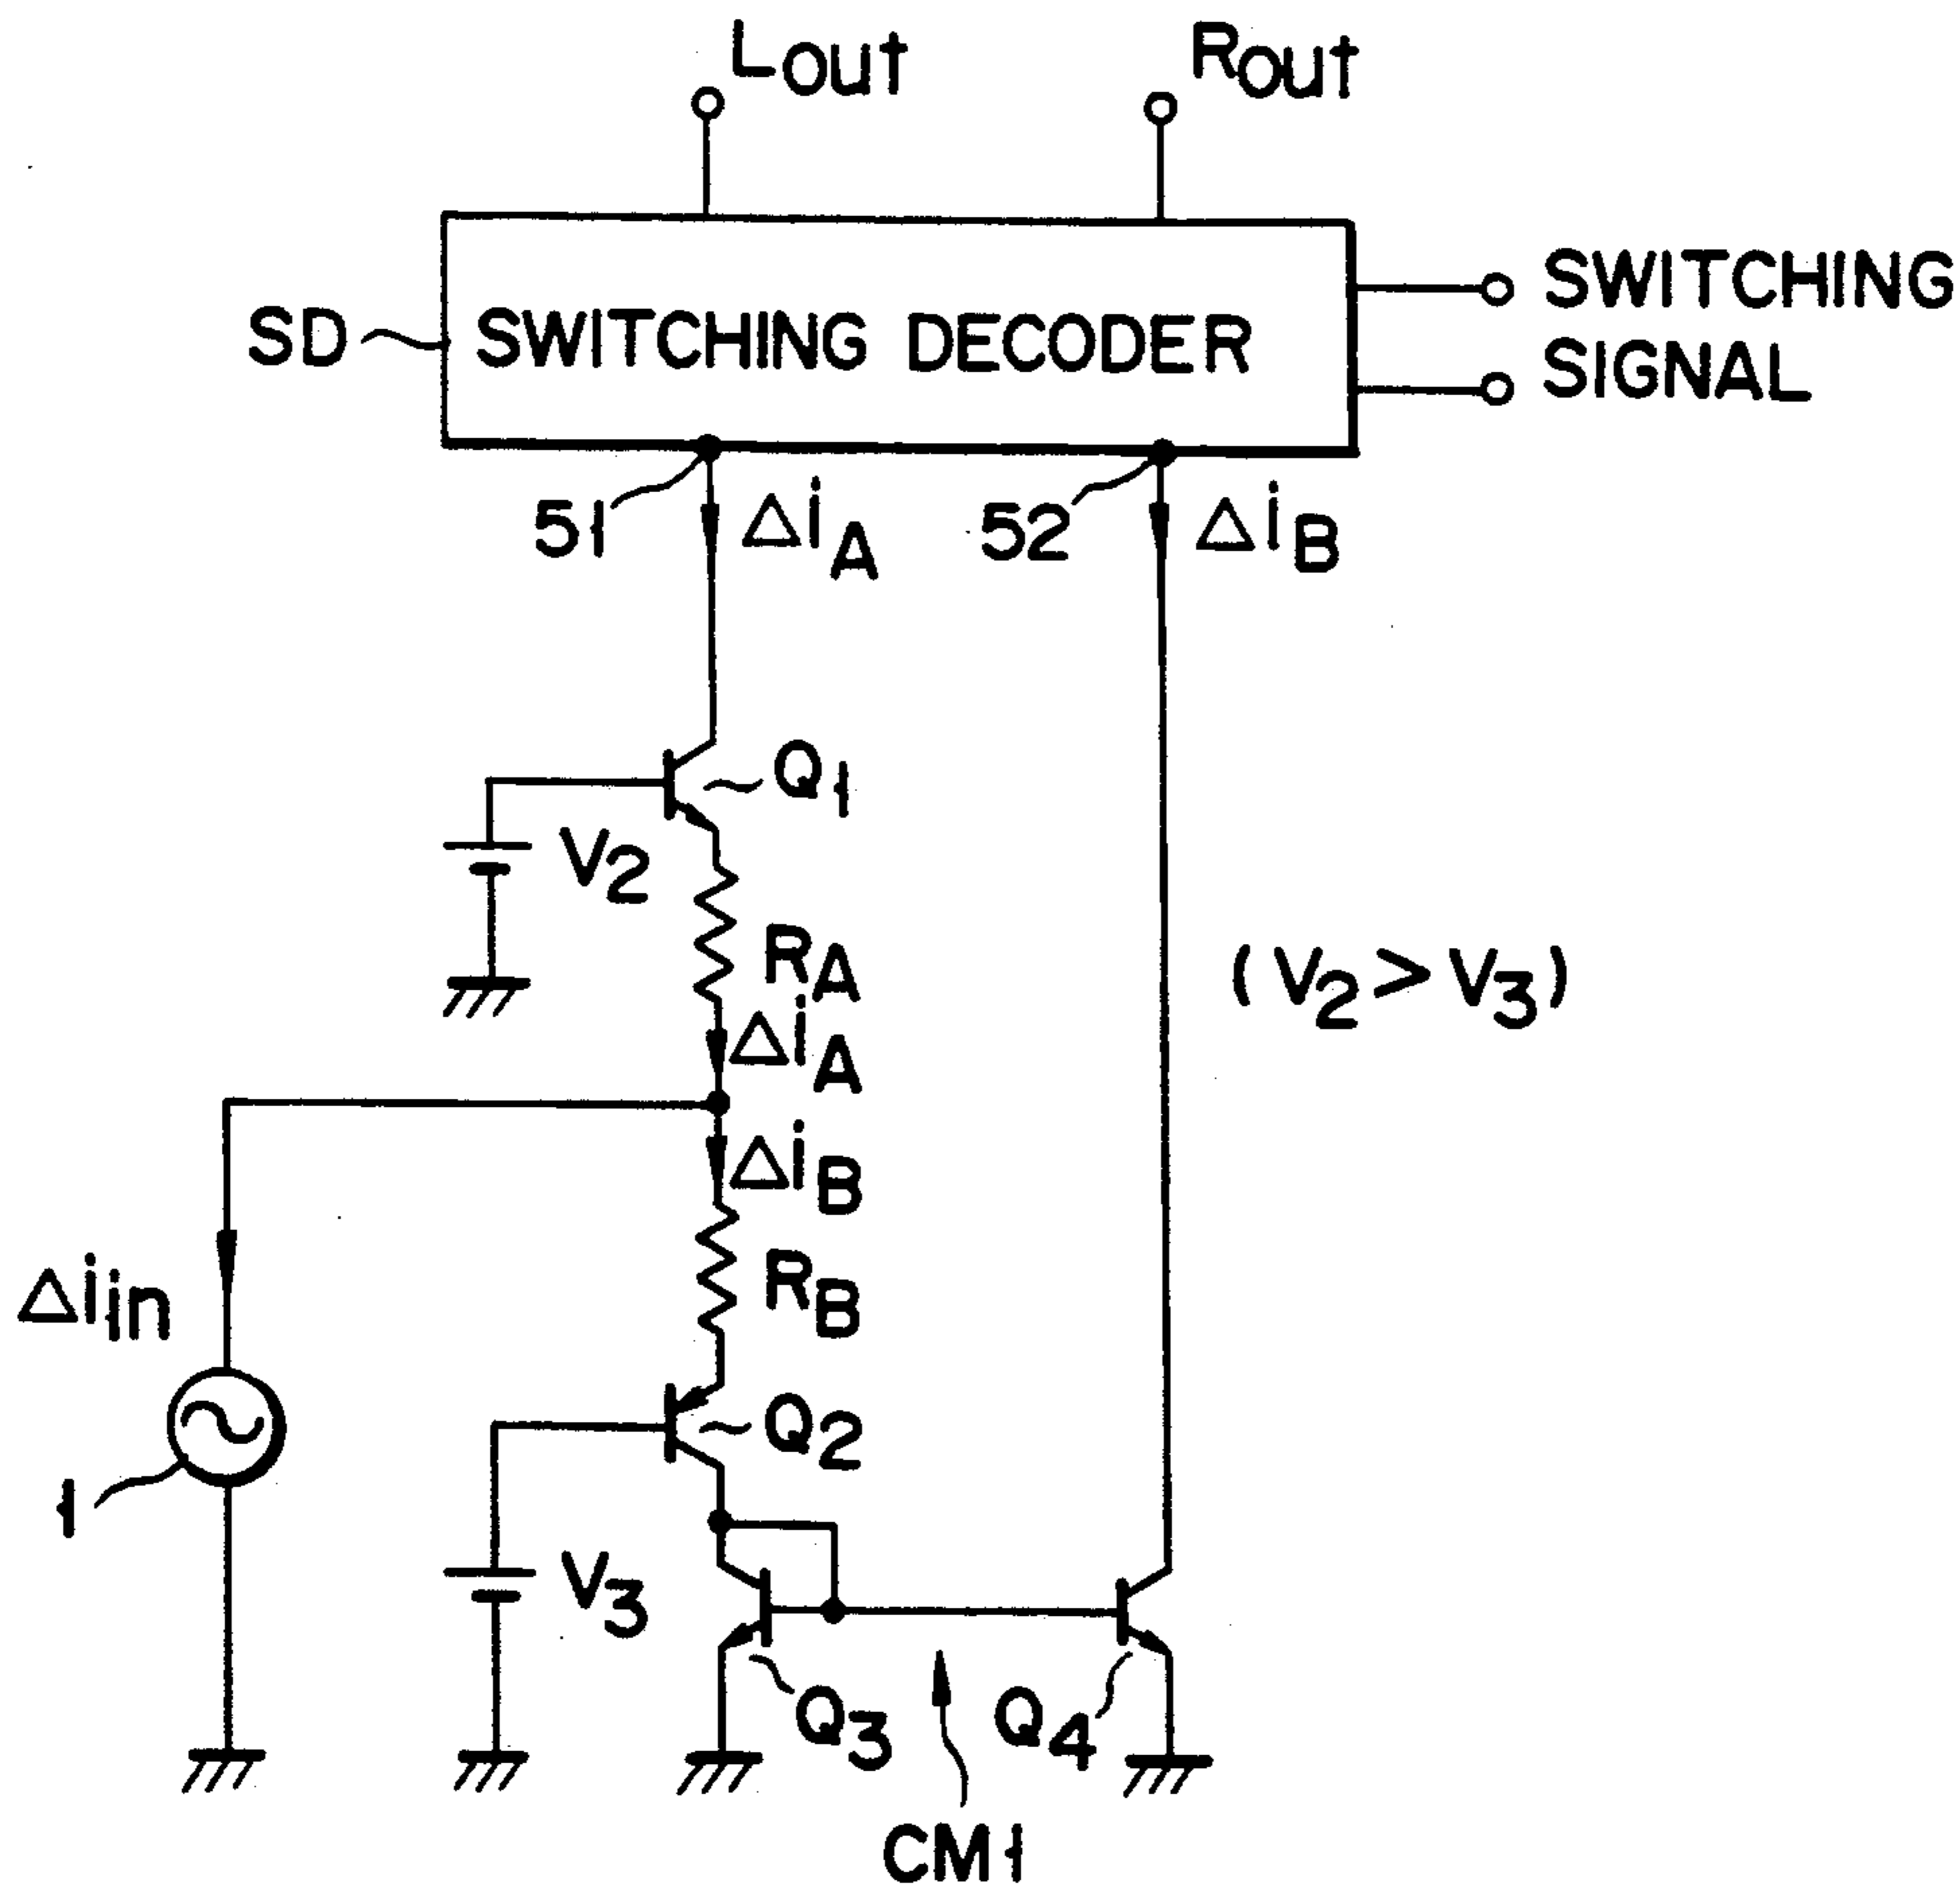 Lout
Rout
SWITCHING
SIGNAL
SD
SWITCHING DECODER
51
ΔiA
52
ΔiB
Q1
V2
RA
(V2>V3)
ΔiA
ΔiB
Δiin
RB
Q2
1
V3
Q3
Q4
CM1